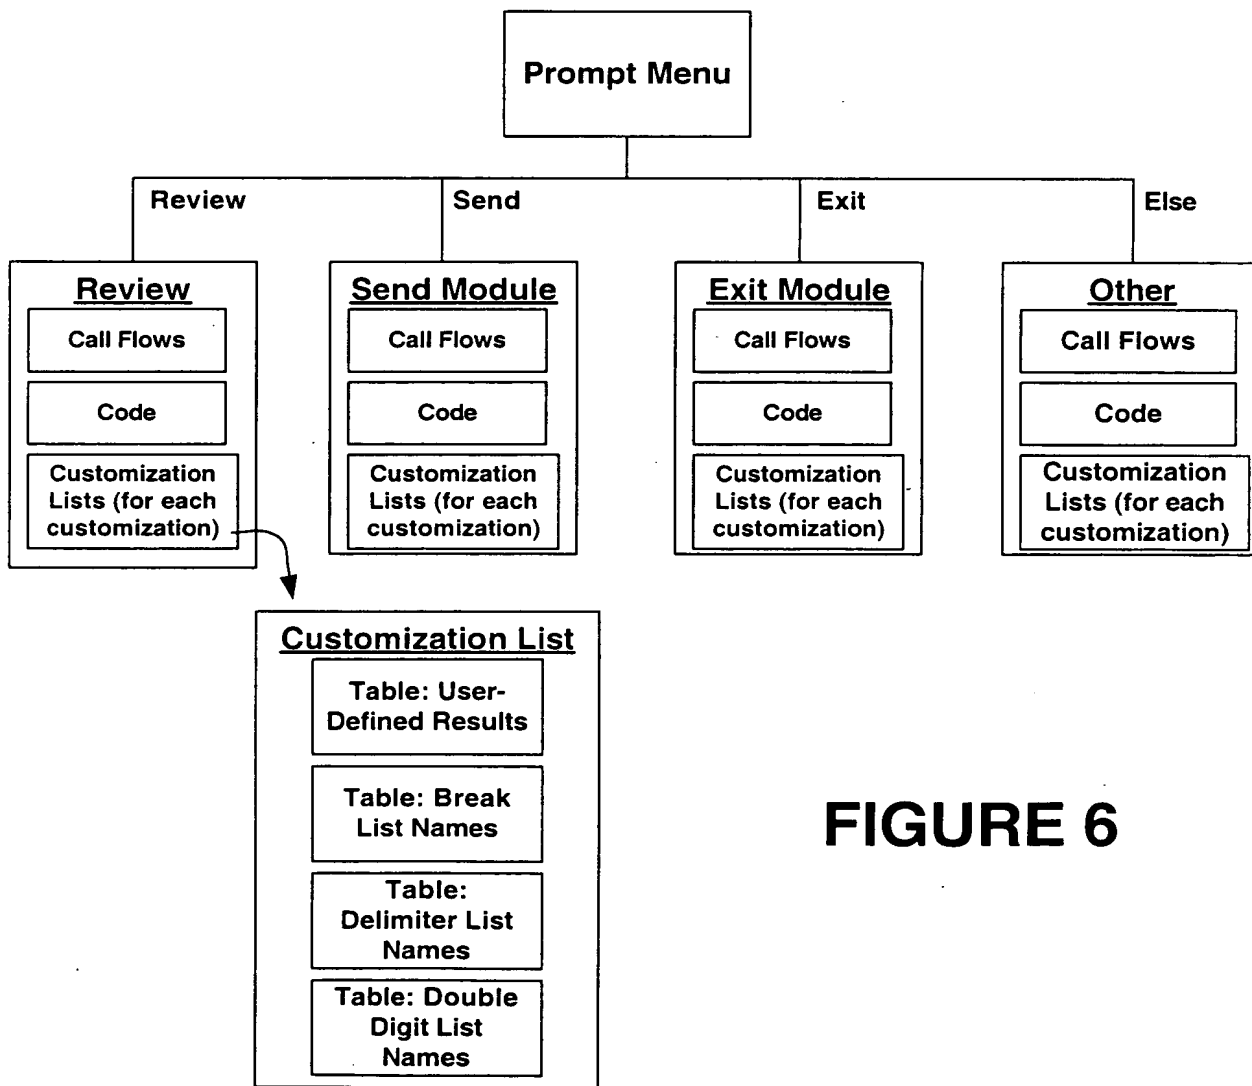 Prompt Menu
Review
Send
Exit
Else
Review
Call Flows
Code
Customization
Lists (for each
customization)
Send Module
Call Flows
Code
Customization
Lists (for each
customization)
Exit Module
Call Flows
Code
Customization
Lists (for each
customization)
Other
Call Flows
Code
Customization
Lists (for each
customization)
Customization List
Table: User-
Defined Results
Table: Break
List Names
Table:
Delimiter List
Names
Table: Double
Digit List
Names
FIGURE 6